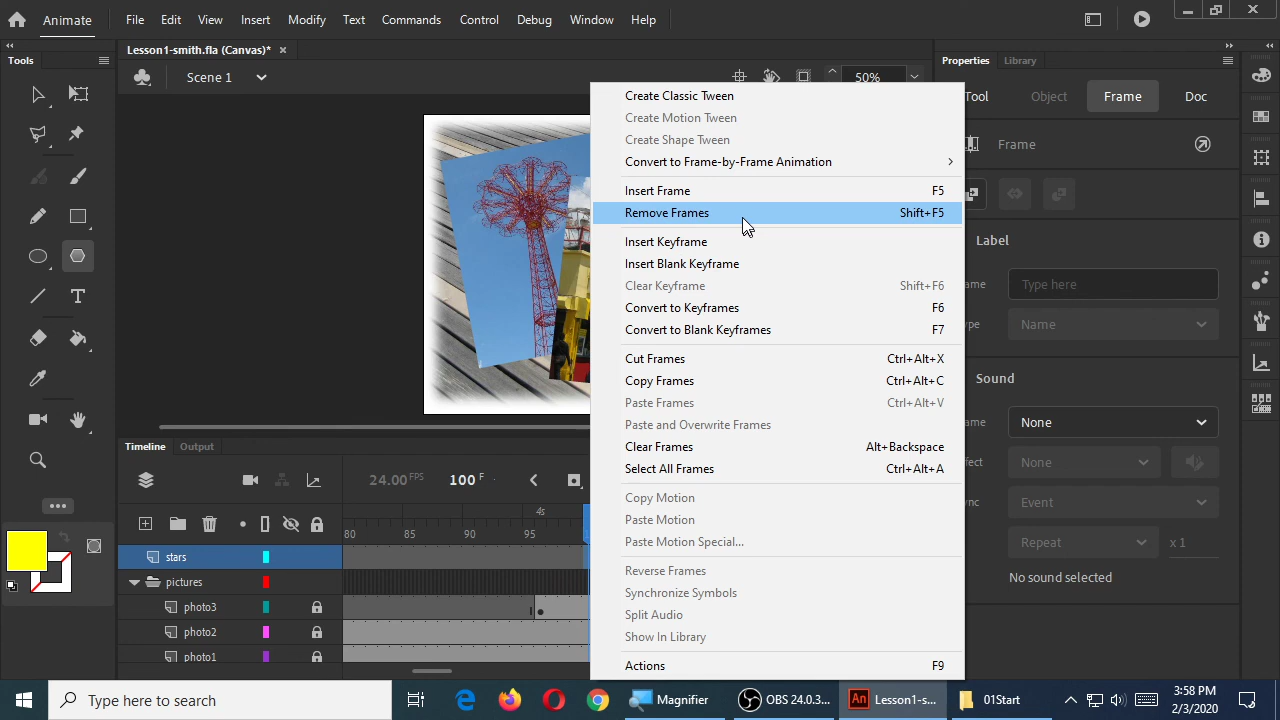 Animate
File Edit View Insert Modify Text Commands Control Debug Window Help
Lesson1-smith.fla (Canvas)*
Tools
Scene 1
50%
Properties Library
Tool Object Frame Doc
Frame
Label
Type here
Name
Sound
None
None
Event
Repeat
x 1
No sound selected
Create Classic Tween
Create Motion Tween
Create Shape Tween
Convert to Frame-by-Frame Animation
Insert Frame F5
Remove Frames Shift+F5
Insert Keyframe
Insert Blank Keyframe
Clear Keyframe Shift+F6
Convert to Keyframes F6
Convert to Blank Keyframes F7
Cut Frames Ctrl+Alt+X
Copy Frames Ctrl+Alt+C
Paste Frames Ctrl+Alt+V
Paste and Overwrite Frames
Clear Frames Alt+Backspace
Select All Frames Ctrl+Alt+A
Copy Motion
Paste Motion
Paste Motion Special...
Reverse Frames
Synchronize Symbols
Split Audio
Show In Library
Actions F9
Timeline Output
24.00 FPS 100 F
4s
80 85 90 95
stars
pictures
photo3
photo2
photo1
Type here to search
Magnifier
OBS 24.0.3...
Lesson1-s...
01Start
3:58 PM
2/3/2020